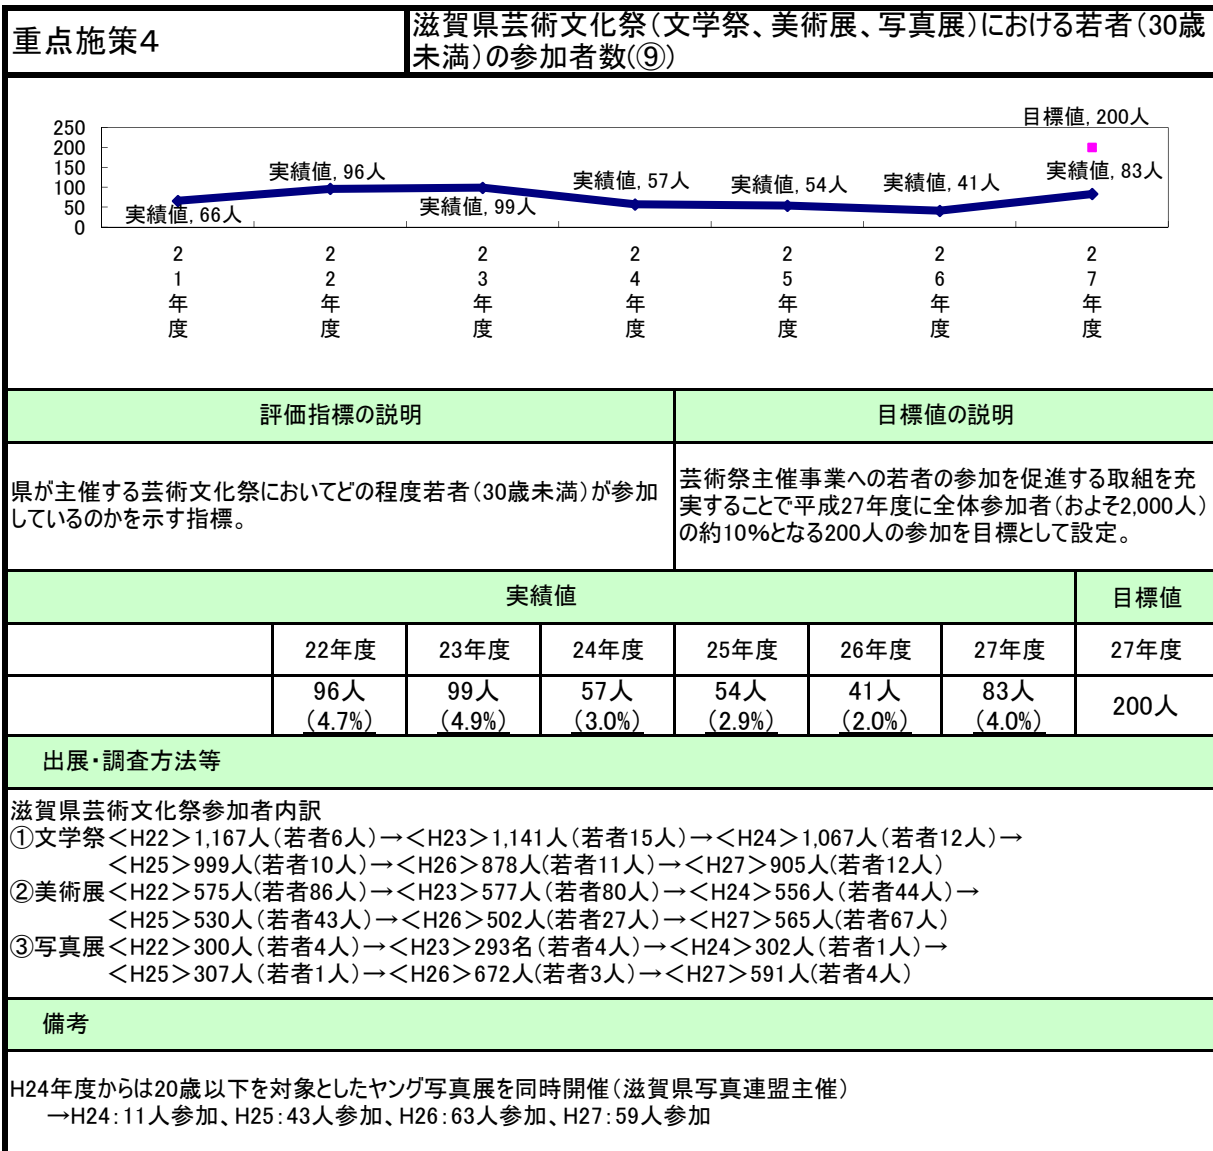 重点施策４
滋賀県芸術文化祭（文学祭、美術展、写真展）における若者（30歳
未満）の参加者数(⑨)
目標値, 200人
250
200
150
100
50
0
実績値, 66人
実績値, 96人
実績値, 99人
実績値, 57人
実績値, 54人
実績値, 41人
実績値, 83人
21年度
22年度
23年度
24年度
25年度
26年度
27年度
評価指標の説明
目標値の説明
県が主催する芸術文化祭においてどの程度若者（30歳未満）が参加
しているのかを示す指標。
芸術祭主催事業への若者の参加を促進する取組を充
実することで平成27年度に全体参加者（およそ2,000人）
の約10％となる200人の参加を目標として設定。
実績値
目標値
22年度 23年度 24年度 25年度 26年度 27年度 27年度
96人 99人 57人 54人 41人 83人 200人
（4.7%） （4.9%） （3.0%） （2.9%） （2.0%） （4.0%）
出展・調査方法等
滋賀県芸術文化祭参加者内訳
①文学祭＜H22＞1,167人（若者6人）→＜H23＞1,141人（若者15人）→＜H24＞1,067人（若者12人）→
＜H25＞999人(若者10人）→＜H26＞878人（若者11人）→＜H27＞905人(若者12人）
②美術展＜H22＞575人（若者86人）→＜H23＞577人（若者80人）→＜H24＞556人（若者44人）→
＜H25＞530人（若者43人）→＜H26＞502人（若者27人）→＜H27＞565人（若者67人）
③写真展＜H22＞300人（若者4人）→＜H23＞293名（若者4人）→＜H24＞302人（若者1人）→
＜H25＞307人（若者1人）→＜H26＞672人(若者3人）→＜H27＞591人(若者4人）
備考
H24年度からは20歳以下を対象としたヤング写真展を同時開催（滋賀県写真連盟主催）
→H24：11人参加、H25：43人参加、H26：63人参加、H27：59人参加